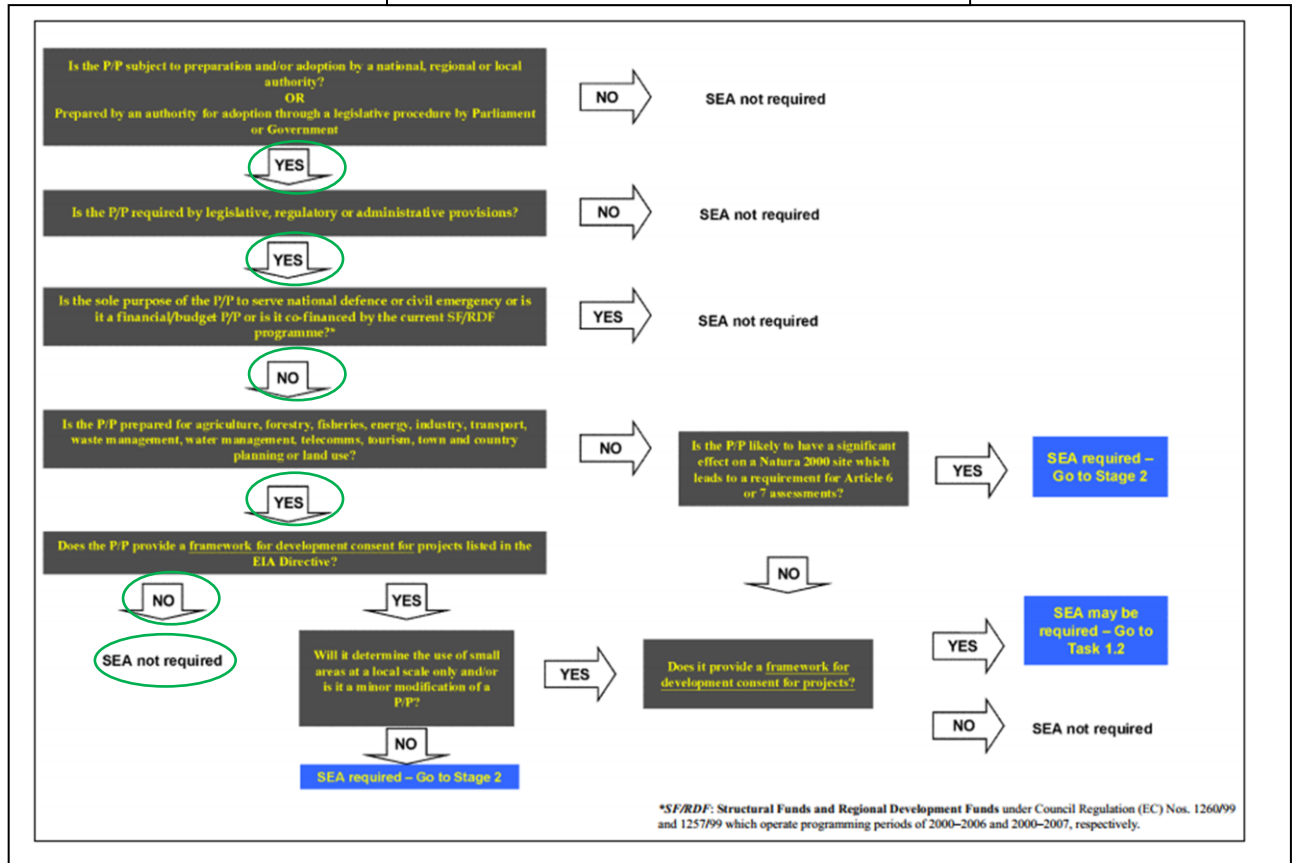 Is the P/P subject to preparation and/or adoption by a national, regional or local
authority?
OR
Prepared by an authority for adoption through a legislative procedure by Parliament
or Government
NO
SEA not required
YES
Is the P/P required by legislative, regulatory or administrative provisions?
NO
SEA not required
YES
Is the sole purpose of the P/P to serve national defence or civil emergency or is
it a financial/budget P/P or is it co-financed by the current SF/RDF
programme?*
YES
SEA not required
NO
Is the P/P prepared for agriculture, forestry, fisheries, energy, industry, transport,
waste management, water management, telecomms, tourism, town and country
planning or land use?
NO
Is the P/P likely to have a significant
effect on a Natura 2000 site which
leads to a requirement for Article 6
or 7 assessments?
YES
SEA required –
Go to Stage 2
YES
Does the P/P provide a framework for development consent for projects listed in the
EIA Directive?
NO
NO
YES
SEA not required
Will it determine the use of small
areas at a local scale only and/or
is it a minor modification of a
P/P?
YES
Does it provide a framework for
development consent for projects?
YES
SEA may be
required – Go to
Task 1.2
NO
SEA not required
NO
SEA required – Go to Stage 2
*SF/RDF: Structural Funds and Regional Development Funds under Council Regulation (EC) Nos. 1260/99
and 1257/99 which operate programming periods of 2000–2006 and 2000–2007, respectively.